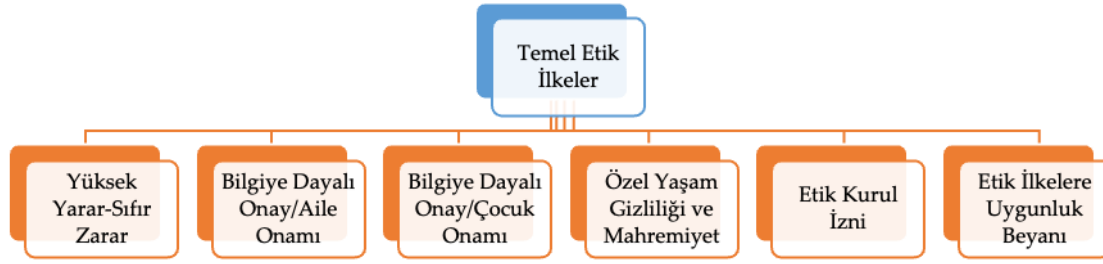 Temel Etik
İlkeler
Yüksek
Yarar-Sıfır
Zarar
Bilgiye Dayalı
Onay/Aile
Onamı
Bilgiye Dayalı
Onay/Çocuk
Onamı
Özel Yaşam
Gizliliği ve
Mahremiyet
Etik Kurul
İzni
Etik İlkelere
Uygunluk
Beyanı